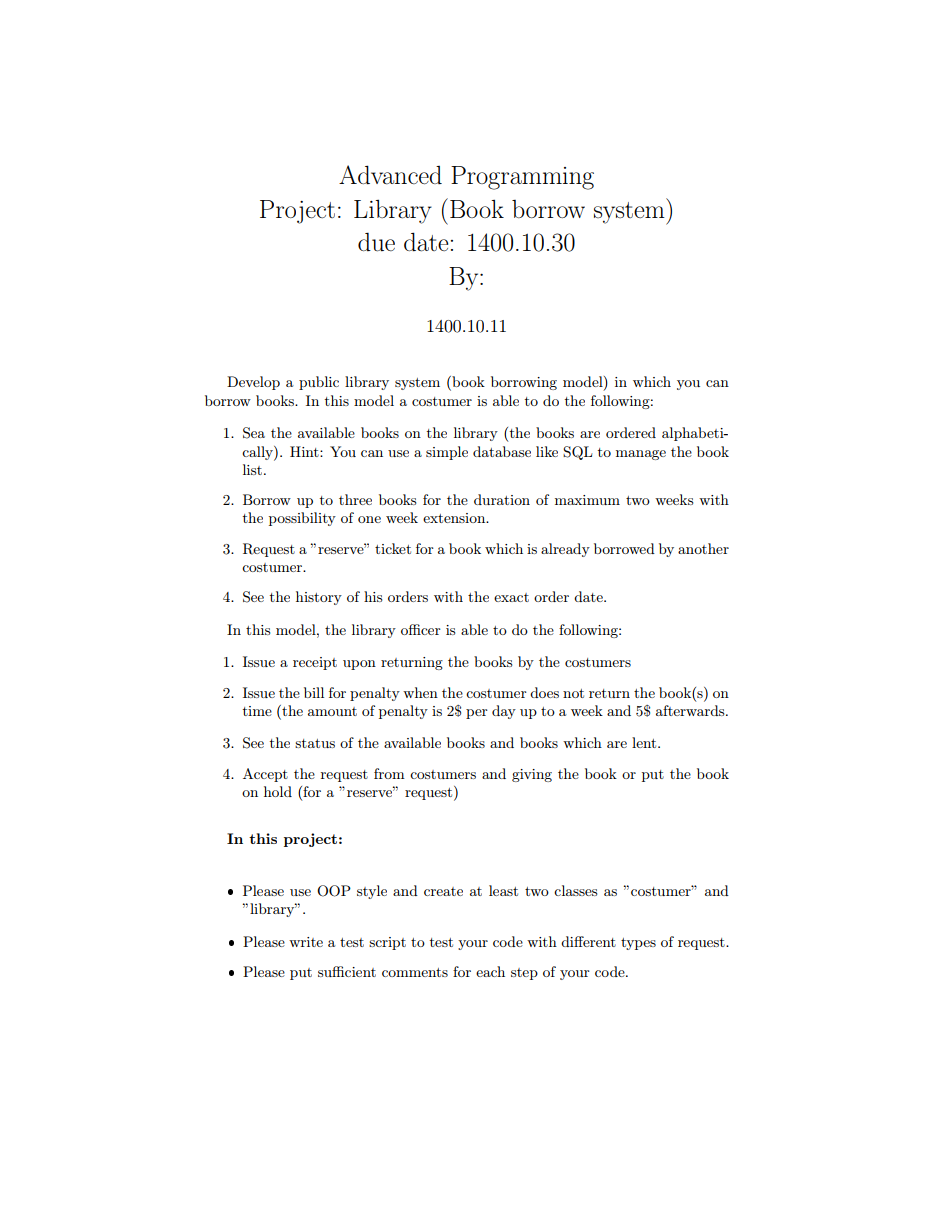 Advanced Programming
Project: Library (Book borrow system)
due date: 1400.10.30
By:
1400.10.11
Develop a public library system (book borrowing model) in which you can
borrow books. In this model a costumer is able to do the following:
1. Sea the available books on the library (the books are ordered alphabeti-
cally). Hint: You can use a simple database like SQL to manage the book
list.
2. Borrow up to three books for the duration of maximum two weeks with
the possibility of one week extension.
3. Request a ”reserve” ticket for a book which is already borrowed by another
costumer.
4. See the history of his orders with the exact order date.
In this model, the library officer is able to do the following:
1. Issue a receipt upon returning the books by the costumers
2. Issue the bill for penalty when the costumer does not return the book(s) on
time (the amount of penalty is 2$ per day up to a week and 5$ afterwards.
3. See the status of the available books and books which are lent.
4. Accept the request from costumers and giving the book or put the book
on hold (for a ”reserve” request)
In this project:
• Please use OOP style and create at least two classes as ”costumer” and
”library”.
• Please write a test script to test your code with different types of request.
• Please put sufficient comments for each step of your code.